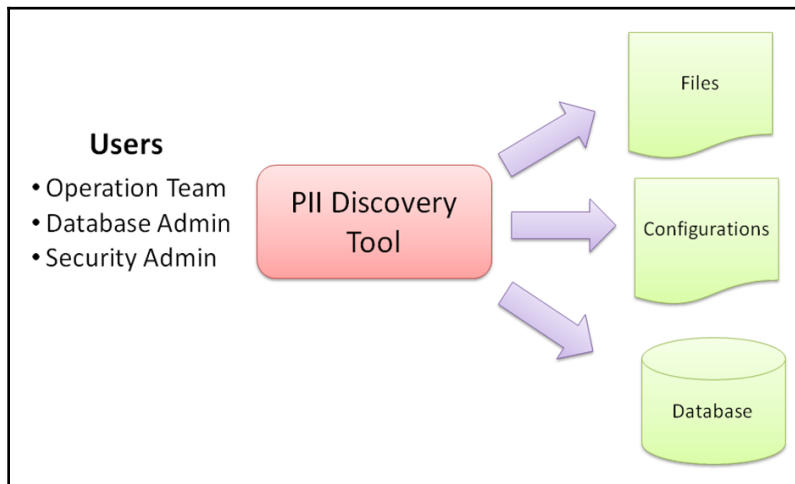 Users
• Operation Team
• Database Admin
• Security Admin
PII Discovery
Tool
Files
Configurations
Database